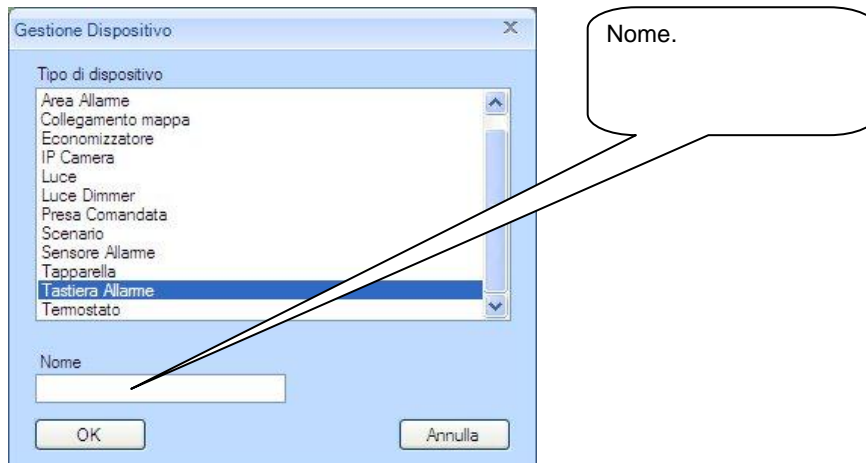 Gestione Dispositivo
Nome.
Tipo di dispositivo
Area Allarme
Collegamento mappa
Economizzatore
IP Camera
Luce
Luce Dimmer
Presa Comandata
Scenario
Sensore Allarme
Tapparella
Tastiera Allarme
Termostato
Nome
OK
Annulla